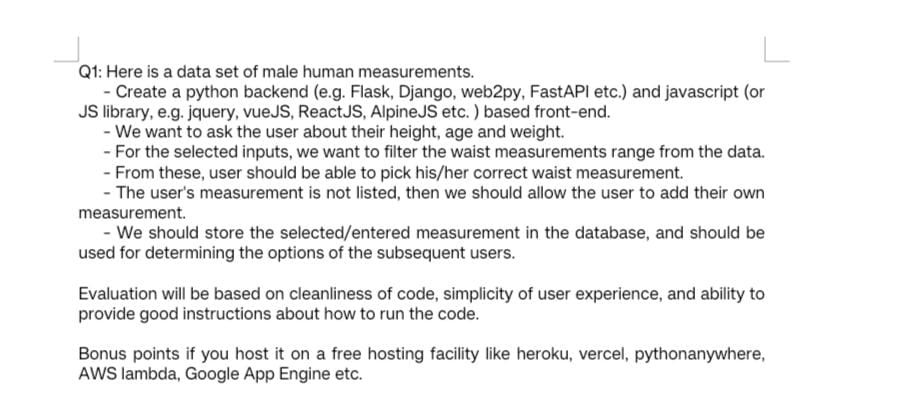 Q1: Here is a data set of male human measurements.
- Create a python backend (e.g. Flask, Django, web2py, FastAPI etc.) and javascript (or
JS library, e.g. jquery, vueJS, ReactJS, AlpineJS etc. ) based front-end.
- We want to ask the user about their height, age and weight.
- For the selected inputs, we want to filter the waist measurements range from the data.
- From these, user should be able to pick his/her correct waist measurement.
- The user's measurement is not listed, then we should allow the user to add their own
measurement.
- We should store the selected/entered measurement in the database, and should be
used for determining the options of the subsequent users.
Evaluation will be based on cleanliness of code, simplicity of user experience, and ability to
provide good instructions about how to run the code.
Bonus points if you host it on a free hosting facility like heroku, vercel, pythonanywhere,
AWS lambda, Google App Engine etc.